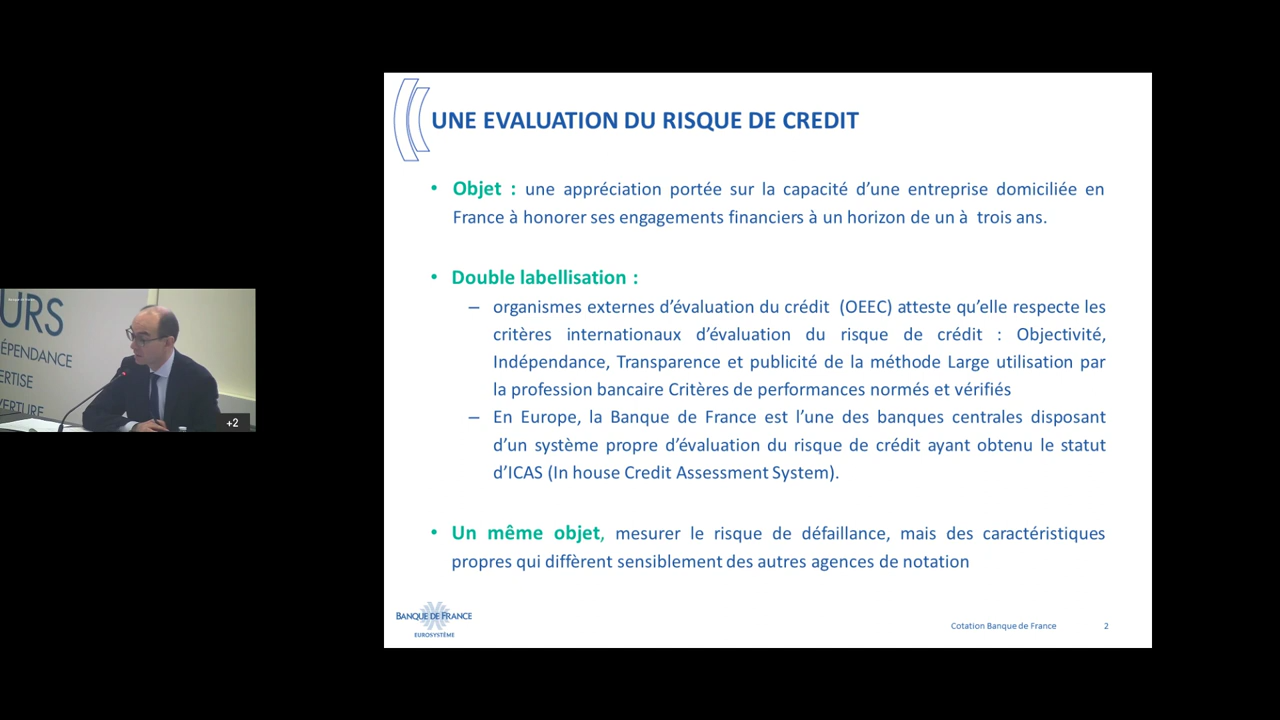 UNE EVALUATION DU RISQUE DE CREDIT
• Objet : une appréciation portée sur la capacité d’une entreprise domiciliée en
France à honorer ses engagements financiers à un horizon de un à trois ans.
• Double labellisation :
– organismes externes d’évaluation du crédit (OEEC) atteste qu’elle respecte les
critères internationaux d’évaluation du risque de crédit : Objectivité,
Indépendance, Transparence et publicité de la méthode Large utilisation par
la profession bancaire Critères de performances normés et vérifiés
– En Europe, la Banque de France est l’une des banques centrales disposant
d’un système propre d’évaluation du risque de crédit ayant obtenu le statut
d’ICAS (In house Credit Assessment System).
• Un même objet, mesurer le risque de défaillance, mais des caractéristiques
propres qui diffèrent sensiblement des autres agences de notation
BANQUE DE FRANCE
EUROSYSTÈME
Cotation Banque de France 2
URS
ÉPENDANCE
ERTISE
VERTURE
+2